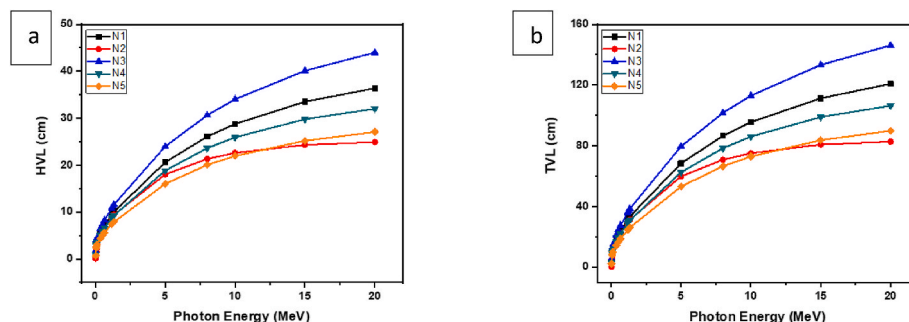 a
50
40
30
20
10
0
HVL (cm)
N1
N2
N3
N4
N5
0 5 10 15 20
Photon Energy (MeV)
b
160
120
80
40
0
TVL (cm)
N1
N2
N3
N4
N5
0 5 10 15 20
Photon Energy (MeV)